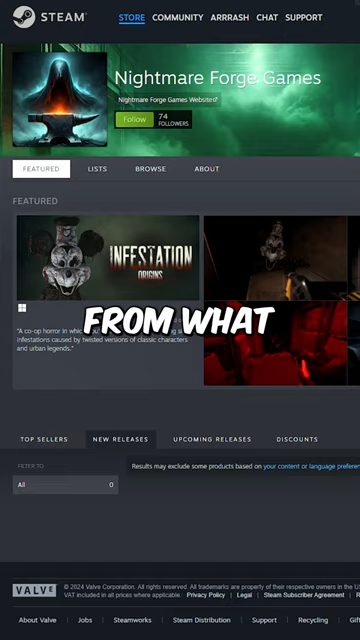 STEAM®
STORE COMMUNITY ARRRASH CHAT SUPPORT
Nightmare Forge Games
Nightmare Forge Games Websites
Follow
74
FOLLOWERS
FEATURED LISTS BROWSE ABOUT
FEATURED
INFESTATION
ORIGINS
FROM WHAT
"A co-op horror in which
infestations caused by twisted versions of classic characters
and urban legends."
TOP SELLERS NEW RELEASES UPCOMING RELEASES DISCOUNTS
FILTER TO
All 0
Results may exclude some products based on your content or language preferen
VALVE
© 2024 Valve Corporation. All rights reserved. All trademarks are property of their respective owners in the US
VAT included in all prices where applicable. Privacy Policy | Legal | Steam Subscriber Agreement | R
About Valve | Jobs | Steamworks | Steam Distribution | Support | Recycling | Gif